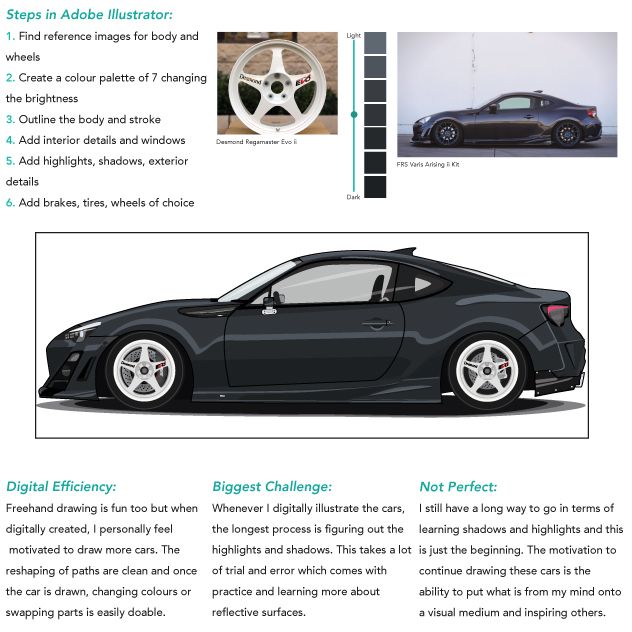 Steps in Adobe Illustrator:
1. Find reference images for body and
wheels
2. Create a colour palette of 7 changing
the brightness
3. Outline the body and stroke
4. Add interior details and windows
5. Add highlights, shadows, exterior
details
6. Add brakes, tires, wheels of choice
Desmond EVO
Desmond Regamaster Evo ii
Light
Dark
FRS Varis Arising ii Kit
Digital Efficiency:
Freehand drawing is fun too but when
digitally created, I personally feel
motivated to draw more cars. The
reshaping of paths are clean and once
the car is drawn, changing colours or
swapping parts is easily doable.
Biggest Challenge:
Whenever I digitally illustrate the cars,
the longest process is figuring out the
highlights and shadows. This takes a lot
of trial and error which comes with
practice and learning more about
reflective surfaces.
Not Perfect:
I still have a long way to go in terms of
learning shadows and highlights and this
is just the beginning. The motivation to
continue drawing these cars is the
ability to put what is from my mind onto
a visual medium and inspiring others.